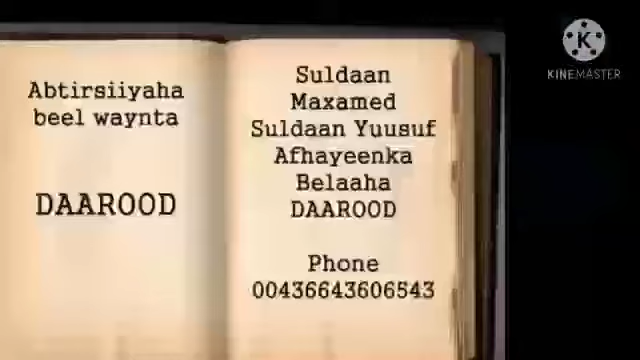 Abtirsiiyaha
beel waynta
DAAROOD
Suldaan
Maxamed
Suldaan Yuusuf
Afhayeenka
Belaaha
DAAROOD
Phone
00436643606543
KINEMASTER